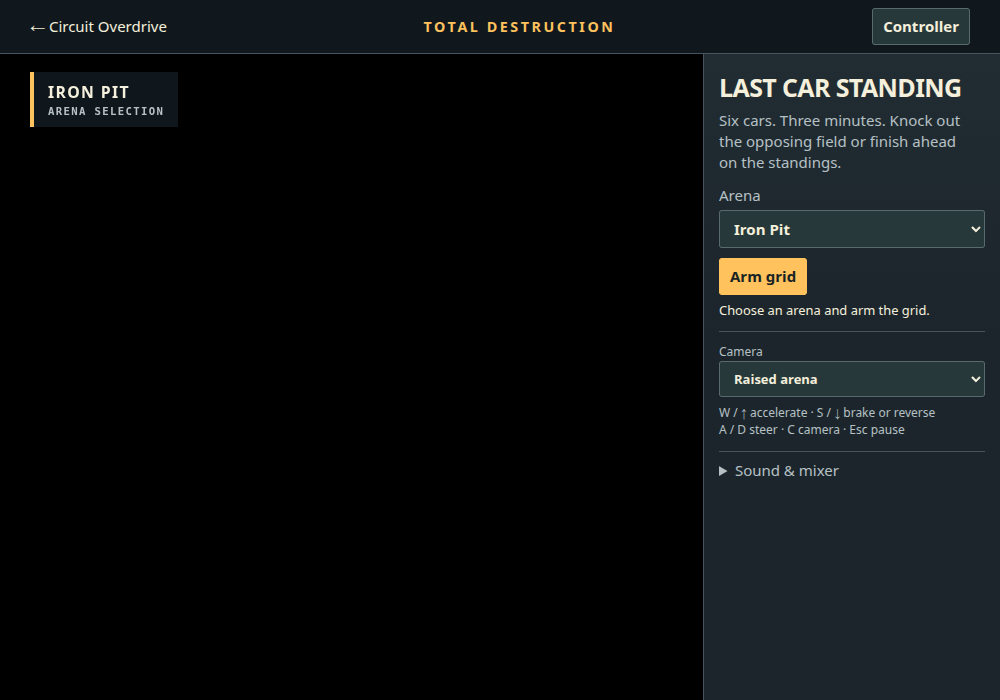 ← Circuit Overdrive
TOTAL DESTRUCTION
Controller
IRON PIT
ARENA SELECTION
LAST CAR STANDING
Six cars. Three minutes. Knock out
the opposing field or finish ahead
on the standings.
Arena
Iron Pit
Arm grid
Choose an arena and arm the grid.
Camera
Raised arena
W / ↑ accelerate · S / ↓ brake or reverse
A / D steer · C camera · Esc pause
▶ Sound & mixer